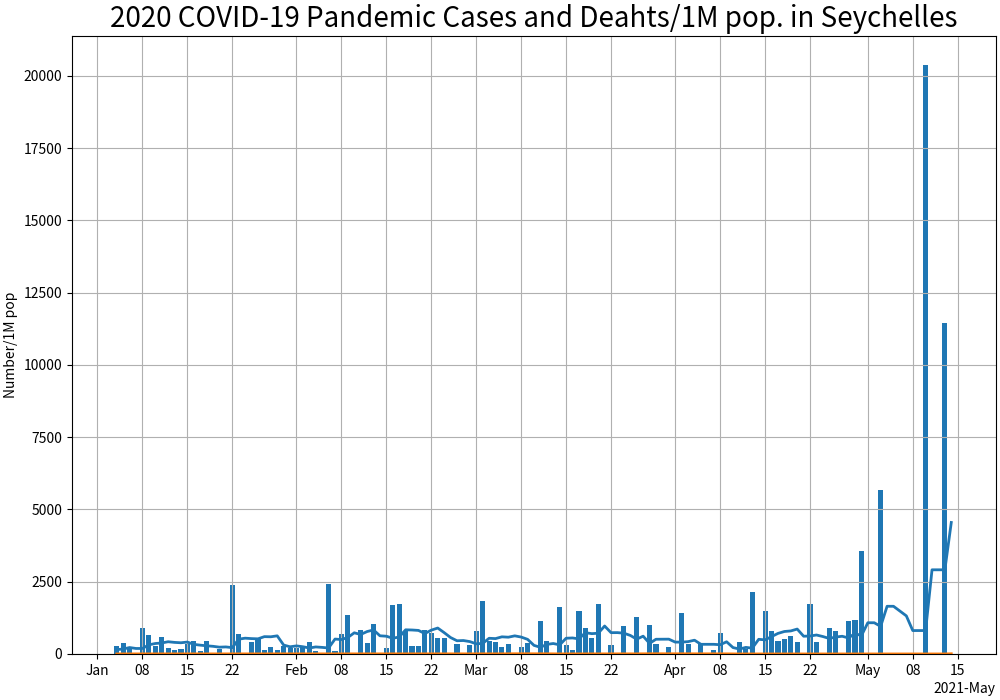 2020 COVID-19 Pandemic Cases and Deahts/1M pop. in Seychelles
Number/1M pop
20000
17500
15000
12500
10000
7500
5000
2500
0
Jan 08 15 22 Feb 08 15 22 Mar 08 15 22 Apr 08 15 22 May 08 15
2021-May